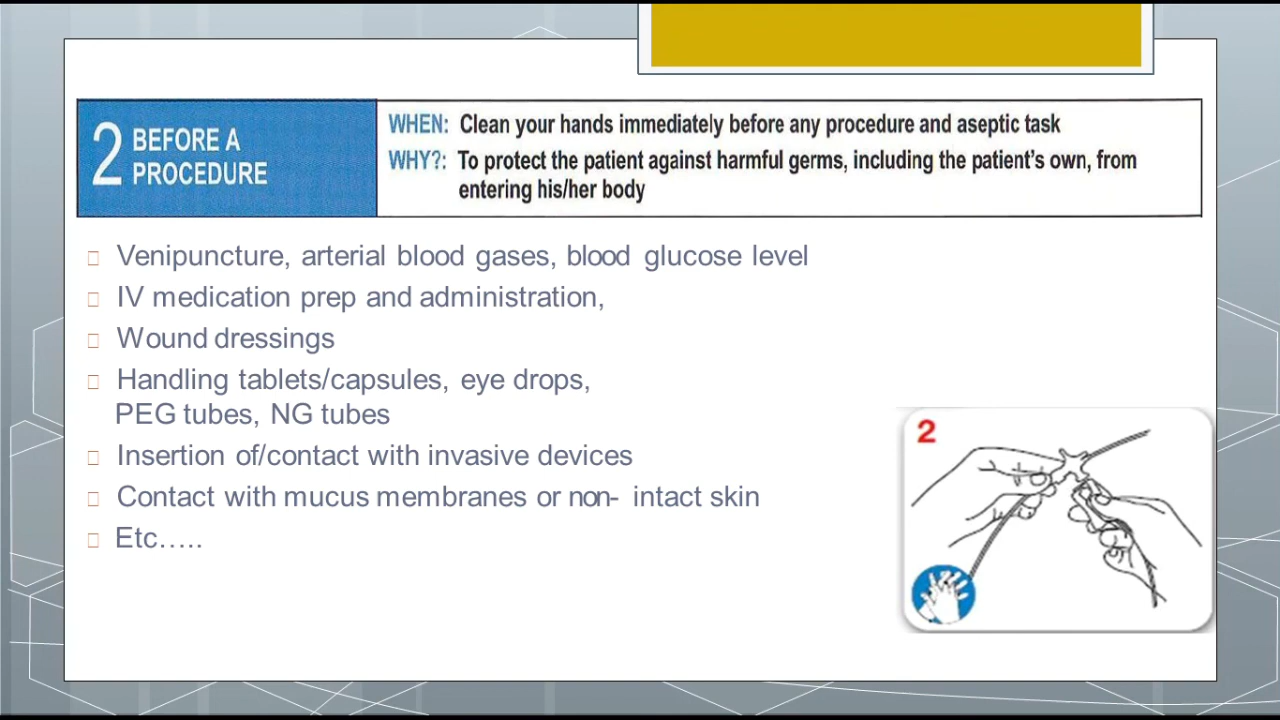 2 BEFORE A
PROCEDURE
WHEN: Clean your hands immediately before any procedure and aseptic task
WHY?: To protect the patient against harmful germs, including the patient's own, from
entering his/her body
Venipuncture, arterial blood gases, blood glucose level
IV medication prep and administration,
Wound dressings
Handling tablets/capsules, eye drops,
PEG tubes, NG tubes
Insertion of/contact with invasive devices
Contact with mucus membranes or non- intact skin
Etc…..
2